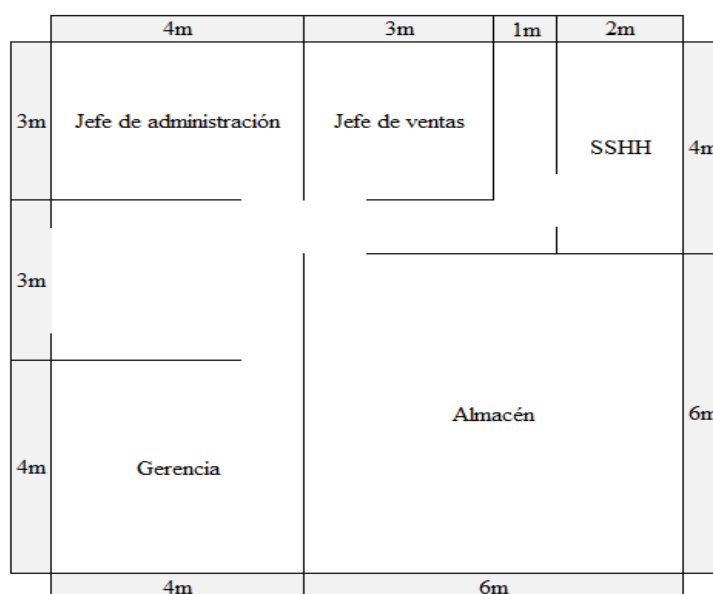 4m 3m 1m 2m
3m Jefe de administración Jefe de ventas SSHH 4m
3m
Almacén 6m
4m Gerencia
4m 6m